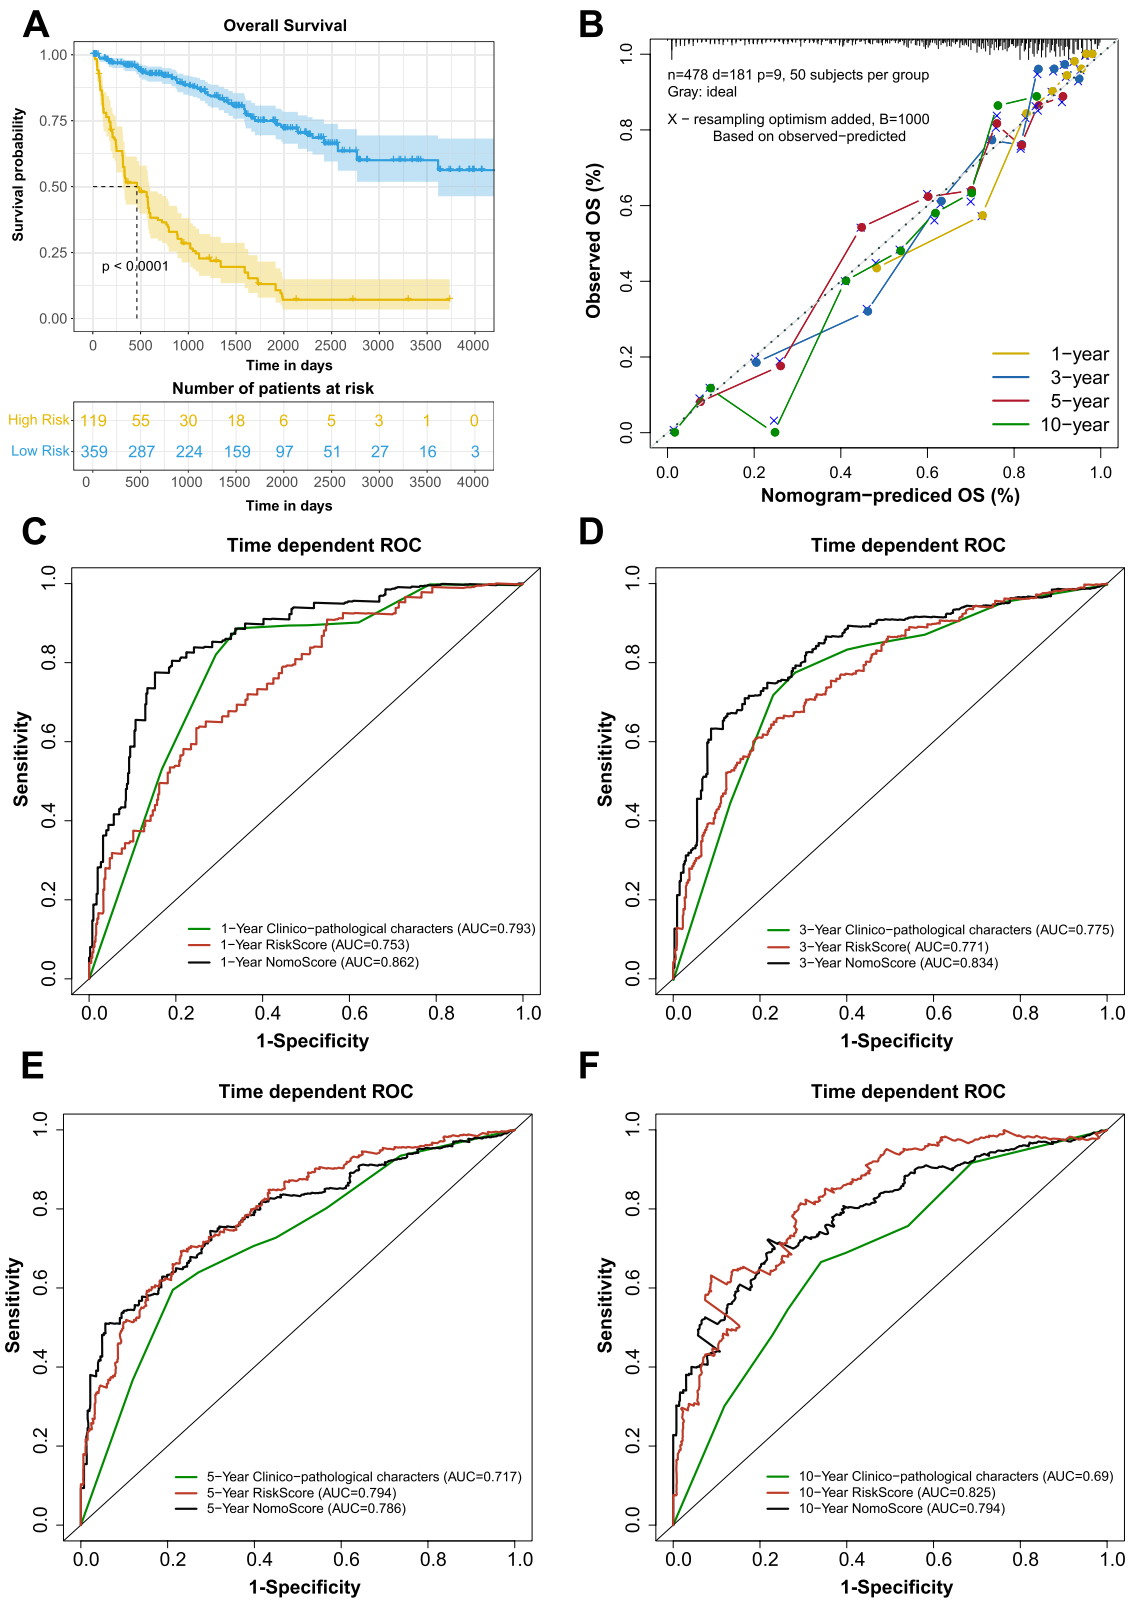 A
Overall Survival
Survival probability
1.00
0.75
0.50
0.25
0.00
p < 0.0001
0 500 1000 1500 2000 2500 3000 3500 4000
Time in days
Number of patients at risk
High Risk 119 55 30 18 6 5 3 1 0
Low Risk 359 287 224 159 97 51 27 16 3
0 500 1000 1500 2000 2500 3000 3500 4000
Time in days
B
n=478 d=181 p=9, 50 subjects per group
Gray: ideal
X − resampling optimism added, B=1000
Based on observed−predicted
Observed OS (%)
1.0
0.8
0.6
0.4
0.2
0.0
1−year
3−year
5−year
10−year
0.0 0.2 0.4 0.6 0.8 1.0
Nomogram−prediced OS (%)
C
Time dependent ROC
Sensitivity
1.0
0.8
0.6
0.4
0.2
0.0
1−Year Clinico−pathological characters (AUC=0.793)
1−Year RiskScore (AUC=0.753)
1−Year NomoScore (AUC=0.862)
0.0 0.2 0.4 0.6 0.8 1.0
1-Specificity
D
Time dependent ROC
Sensitivity
1.0
0.8
0.6
0.4
0.2
0.0
3−Year Clinico−pathological characters (AUC=0.775)
3−Year RiskScore( AUC=0.771)
3−Year NomoScore (AUC=0.834)
0.0 0.2 0.4 0.6 0.8 1.0
1-Specificity
E
Time dependent ROC
Sensitivity
1.0
0.8
0.6
0.4
0.2
0.0
5−Year Clinico−pathological characters (AUC=0.717)
5−Year RiskScore (AUC=0.794)
5−Year NomoScore (AUC=0.786)
0.0 0.2 0.4 0.6 0.8 1.0
1-Specificity
F
Time dependent ROC
Sensitivity
1.0
0.8
0.6
0.4
0.2
0.0
10−Year Clinico−pathological characters (AUC=0.69)
10−Year RiskScore (AUC=0.825)
10−Year NomoScore (AUC=0.794)
0.0 0.2 0.4 0.6 0.8 1.0
1-Specificity